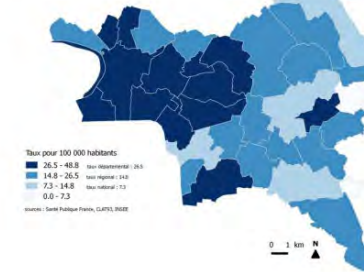 Taux pour 100 000 habitants
26.5 - 48.8 taux départemental : 26.5
14.8 - 26.5 taux régional : 14.8
7.3 - 14.8 taux national : 7.3
0.0 - 7.3
sources : Santé Publique France, CLAT93, INSEE
0 1 km N